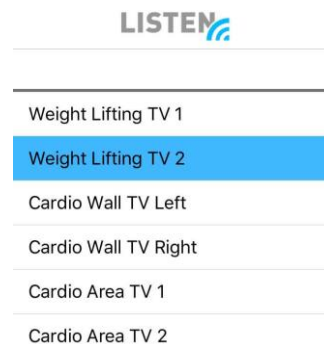 LISTEN
Weight Lifting TV 1
Weight Lifting TV 2
Cardio Wall TV Left
Cardio Wall TV Right
Cardio Area TV 1
Cardio Area TV 2